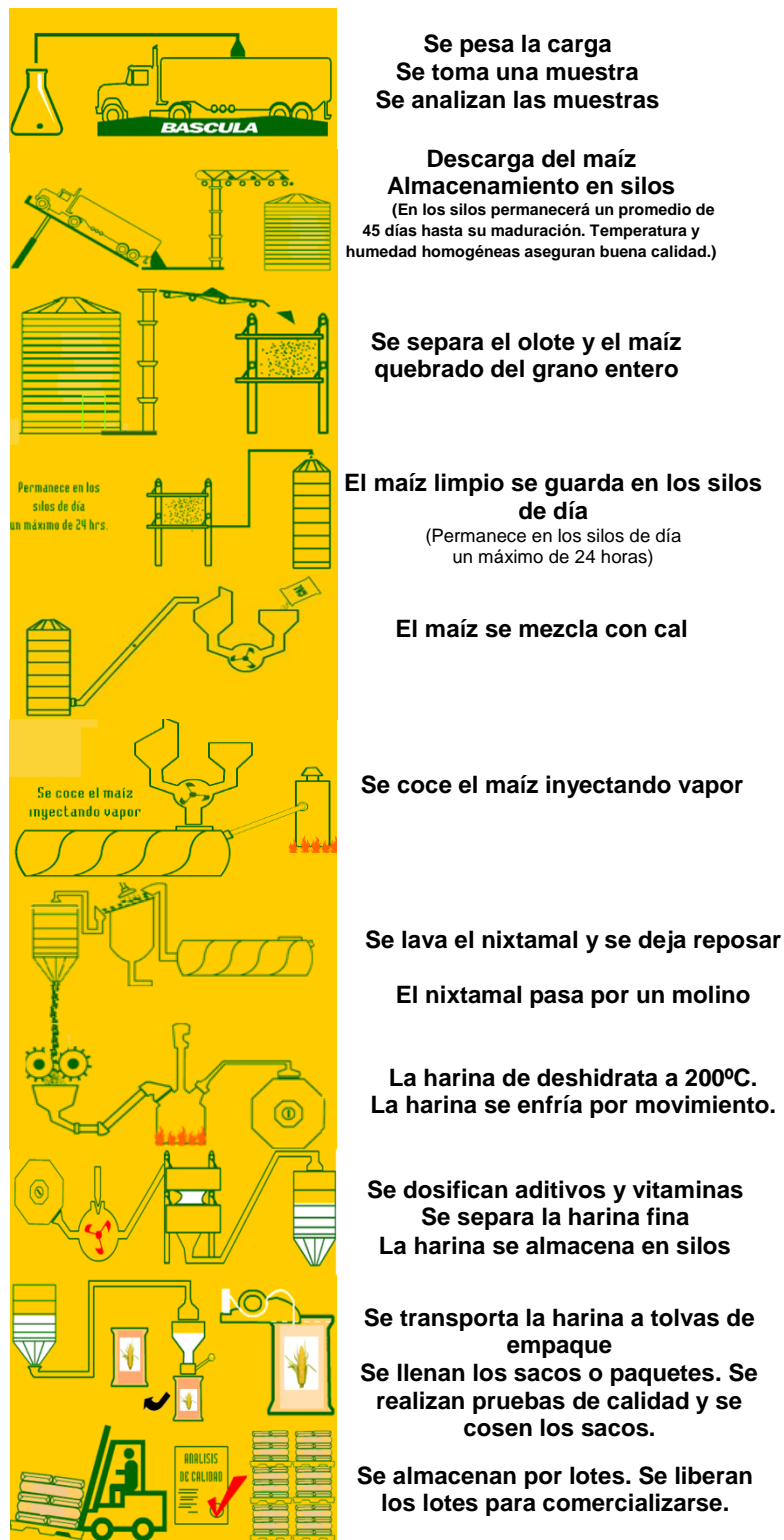 Se pesa la carga
Se toma una muestra
Se analizan las muestras
BASCULA
Descarga del maíz
Almacenamiento en silos
(En los silos permanecerá un promedio de
45 días hasta su maduración. Temperatura y
humedad homogéneas aseguran buena calidad.)
Se separa el olote y el maíz
quebrado del grano entero
Permanece en los
silos de día
un máximo de 24 hrs.
El maíz limpio se guarda en los silos
de día
(Permanece en los silos de día
un máximo de 24 horas)
El maíz se mezcla con cal
Se coce el maíz
inyectando vapor
Se coce el maíz inyectando vapor
Se lava el nixtamal y se deja reposar
El nixtamal pasa por un molino
La harina de deshidrata a 200ºC.
La harina se enfría por movimiento.
Se dosifican aditivos y vitaminas
Se separa la harina fina
La harina se almacena en silos
Se transporta la harina a tolvas de
empaque
Se llenan los sacos o paquetes. Se
realizan pruebas de calidad y se
cosen los sacos.
ANALISIS
DE CALIDAD
Se almacenan por lotes. Se liberan
los lotes para comercializarse.